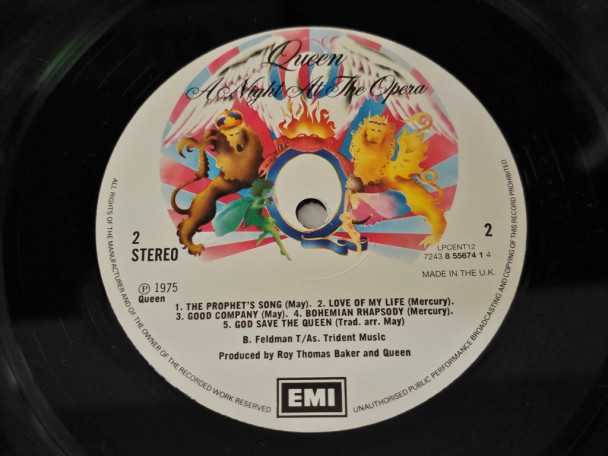 Queen
A Night At The Opera
2
STEREO
2
LPCENT12
7243 8 55674 1 4
MADE IN THE U.K.
℗ 1975
Queen
1. THE PROPHET'S SONG (May). 2. LOVE OF MY LIFE (Mercury).
3. GOOD COMPANY (May). 4. BOHEMIAN RHAPSODY (Mercury).
5. GOD SAVE THE QUEEN (Trad. arr. May)
B. Feldman T/As. Trident Music
Produced by Roy Thomas Baker and Queen
EMI
ALL RIGHTS OF THE MANUFACTURER AND OF THE OWNER OF THE RECORDED WORK RESERVED
UNAUTHORISED PUBLIC PERFORMANCE BROADCASTING AND COPYING OF THIS RECORD PROHIBITED